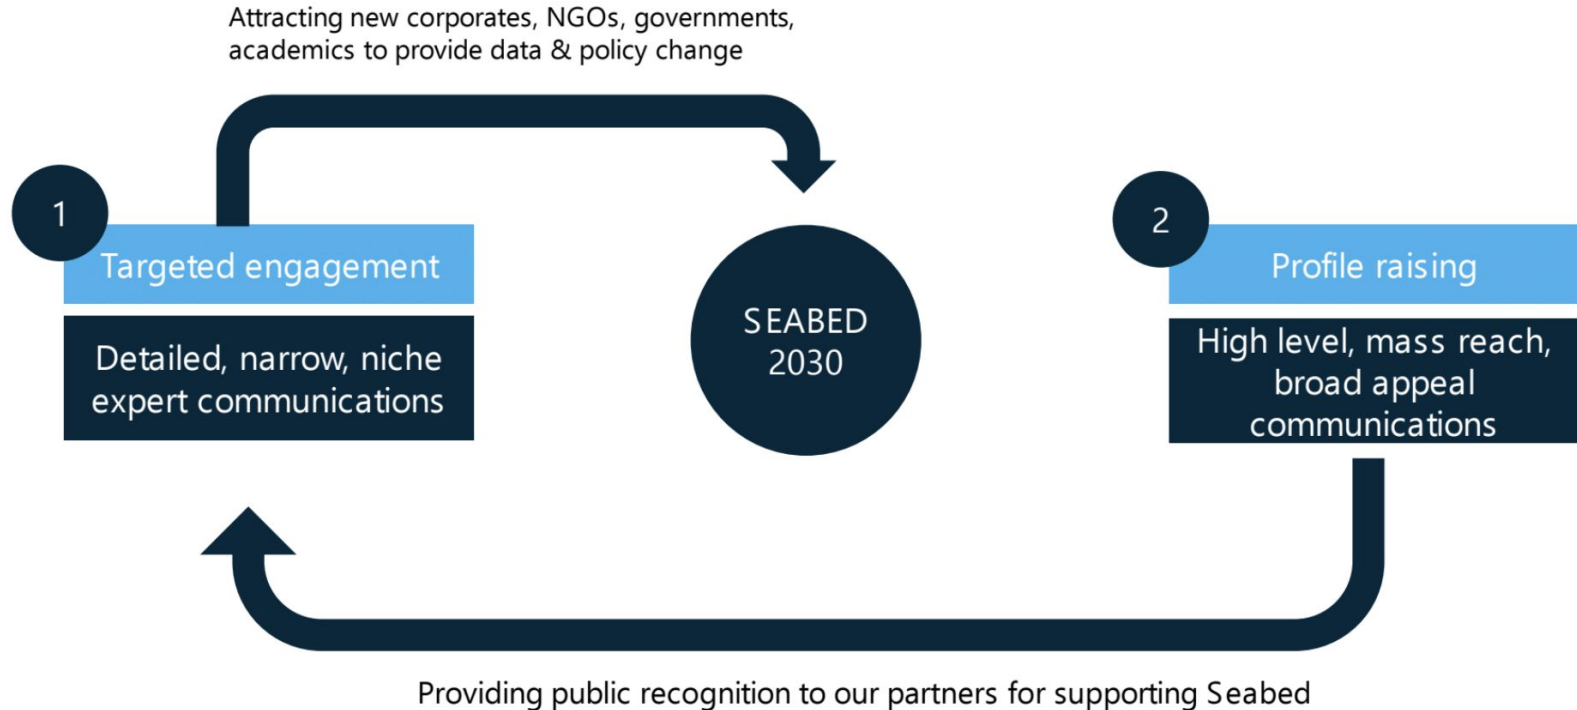 Attracting new corporates, NGOs, governments,
academics to provide data & policy change
1
Targeted engagement
Detailed, narrow, niche
expert communications
SEABED
2030
2
Profile raising
High level, mass reach,
broad appeal
communications
Providing public recognition to our partners for supporting Seabed